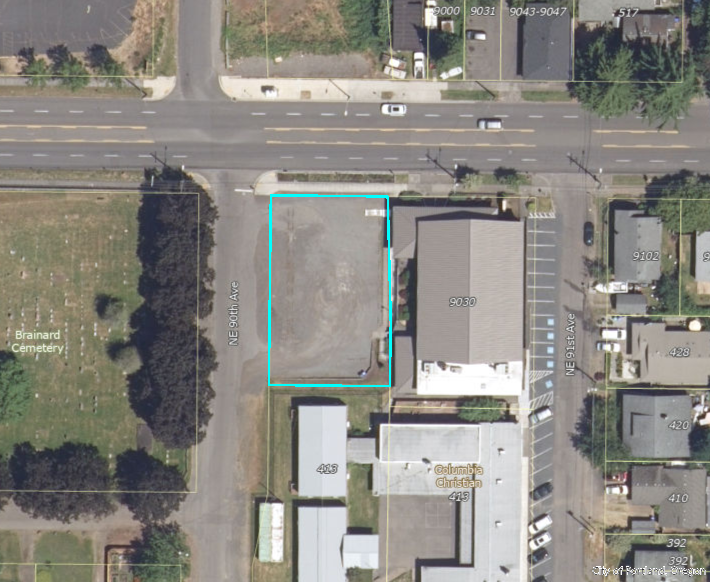 9000
9031
9043-9047
517
NE 90th Ave
9030
NE 91st Ave
9102
Brainard
Cemetery
428
420
413
Columbia
Christian
413
410
392
392
City of Portland, Oregon